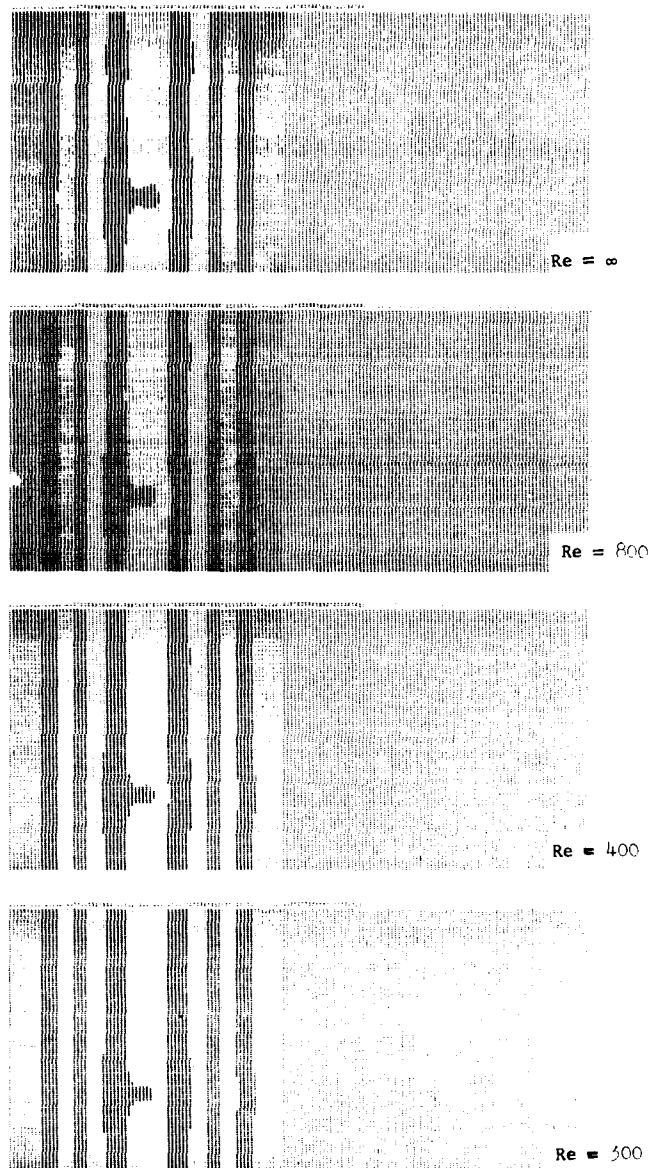 Re = ∞
Re = 800
Re = 400
Re = 300